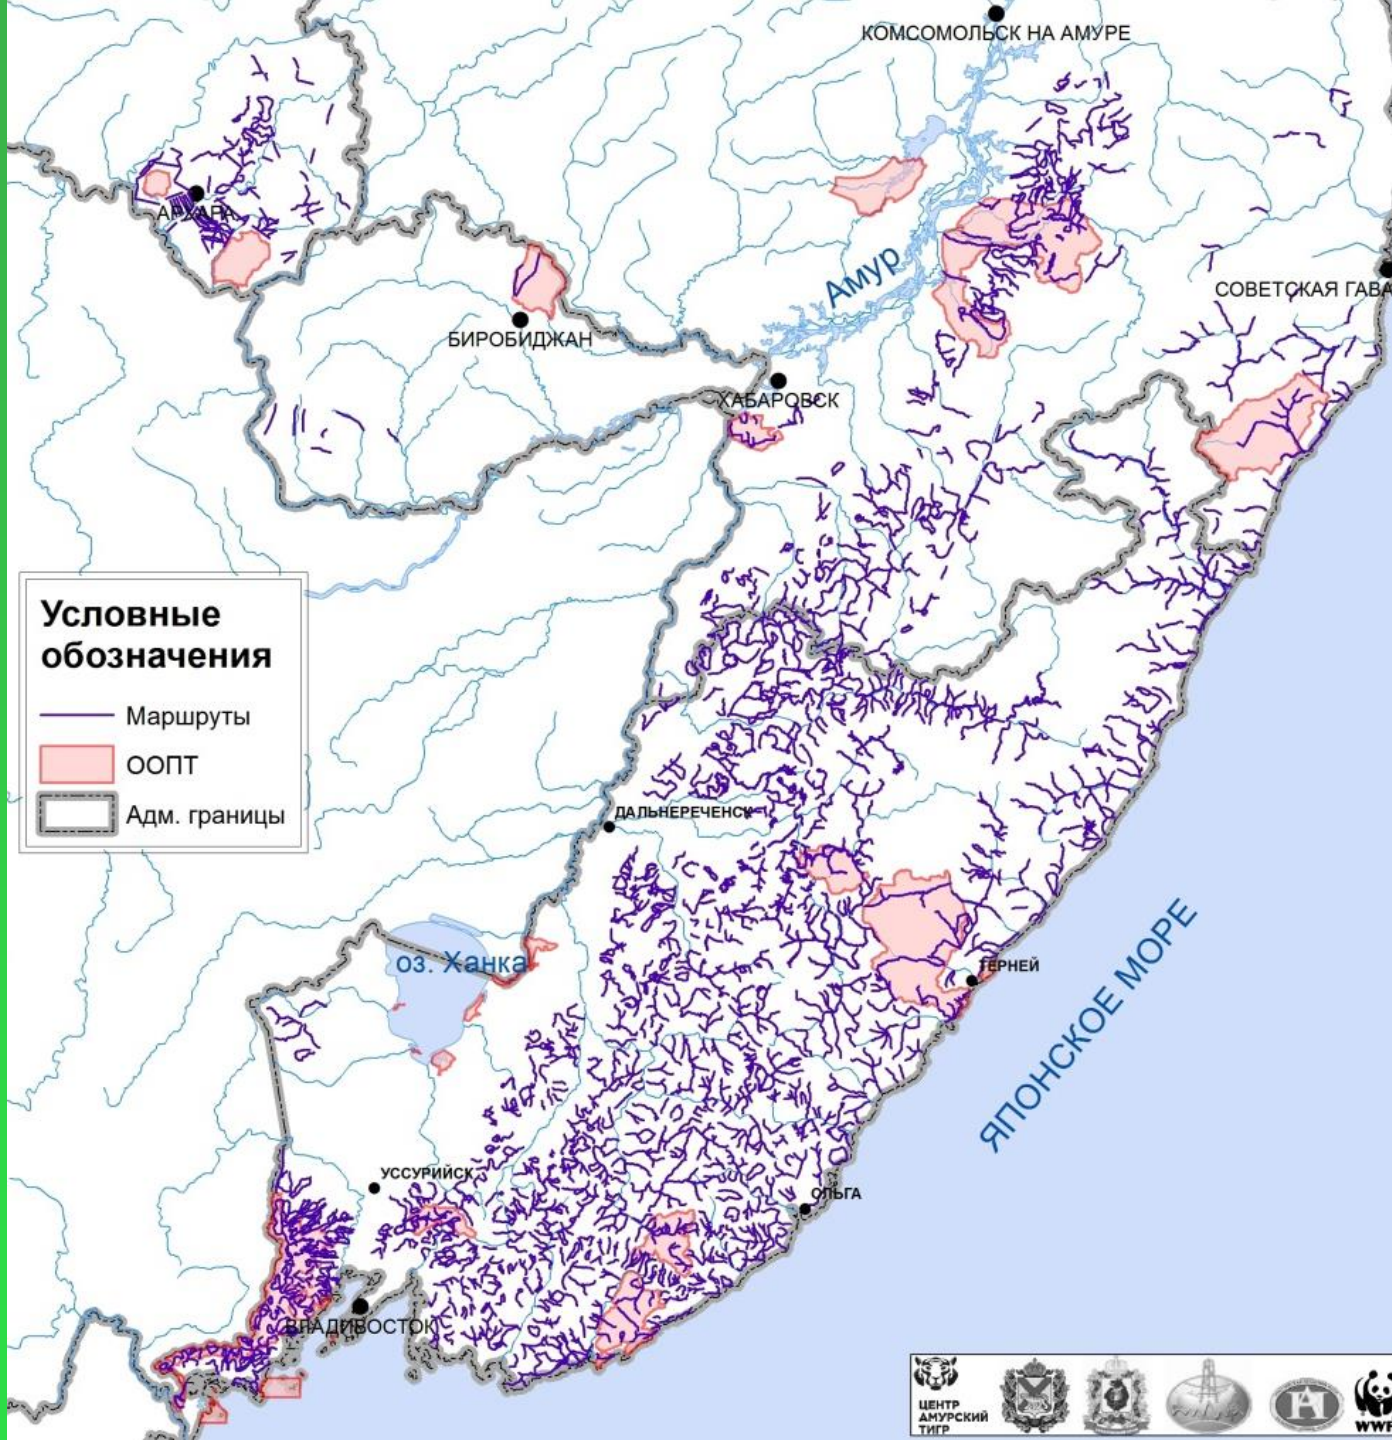 КОМСОМОЛЬСК НА АМУРЕ
АРХАРА
Амур
СОВЕТСКАЯ ГАВА
БИРОБИДЖАН
ХАБАРОВСК
Условные
обозначения
Маршруты
ООПТ
Адм. границы
ДАЛЬНЕРЕЧЕНСК
оз. Ханка
ТЕРНЕЙ
ЯПОНСКОЕ МОРЕ
УССУРИЙСК
ОЛЬГА
ВЛАДИВОСТОК
ЦЕНТР
АМУРСКИЙ
ТИГР
WWF